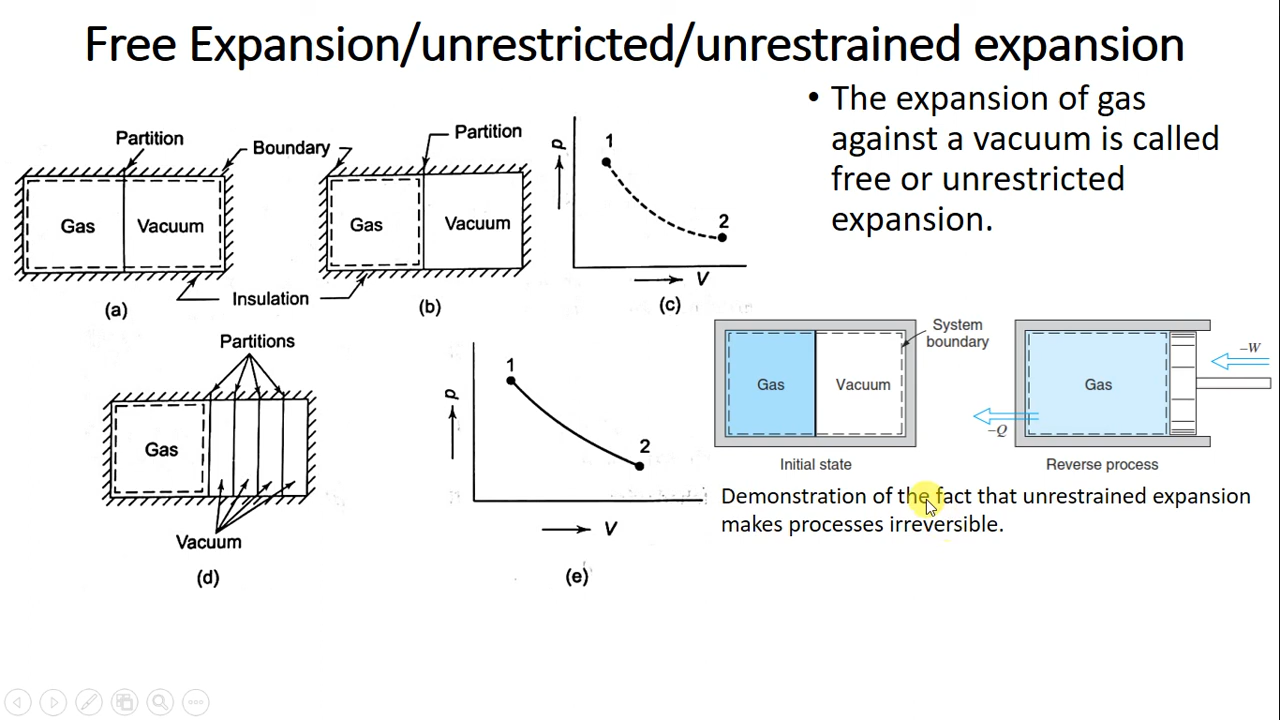 Free Expansion/unrestricted/unrestrained expansion
• The expansion of gas
against a vacuum is called
free or unrestricted
expansion.
Partition
Boundary
Partition
Gas
Vacuum
Gas
Vacuum
Insulation
(a)
(b)
p
1
2
V
(c)
Partitions
Gas
Vacuum
(d)
p
1
2
V
(e)
System
boundary
Gas
Vacuum
Initial state
Gas
−W
−Q
Reverse process
Demonstration of the fact that unrestrained expansion
makes processes irreversible.